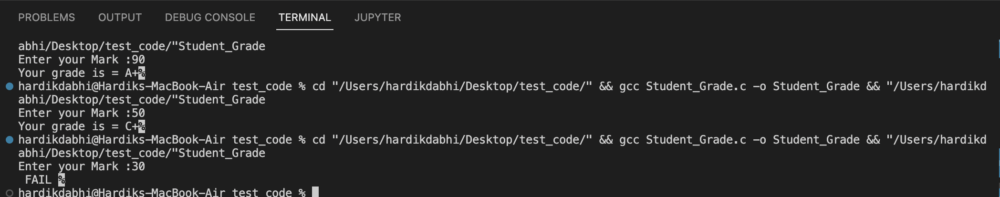 PROBLEMS OUTPUT DEBUG CONSOLE TERMINAL JUPYTER
abhi/Desktop/test_code/"Student_Grade
Enter your Mark :90
Your grade is = A+%
hardikdabhi@Hardiks-MacBook-Air test_code % cd "/Users/hardikdabhi/Desktop/test_code/" && gcc Student_Grade.c -o Student_Grade && "/Users/hardikd
abhi/Desktop/test_code/"Student_Grade
Enter your Mark :50
Your grade is = C+%
hardikdabhi@Hardiks-MacBook-Air test_code % cd "/Users/hardikdabhi/Desktop/test_code/" && gcc Student_Grade.c -o Student_Grade && "/Users/hardikd
abhi/Desktop/test_code/"Student_Grade
Enter your Mark :30
 FAIL %
hardikdabhi@Hardiks-MacBook-Air test_code %